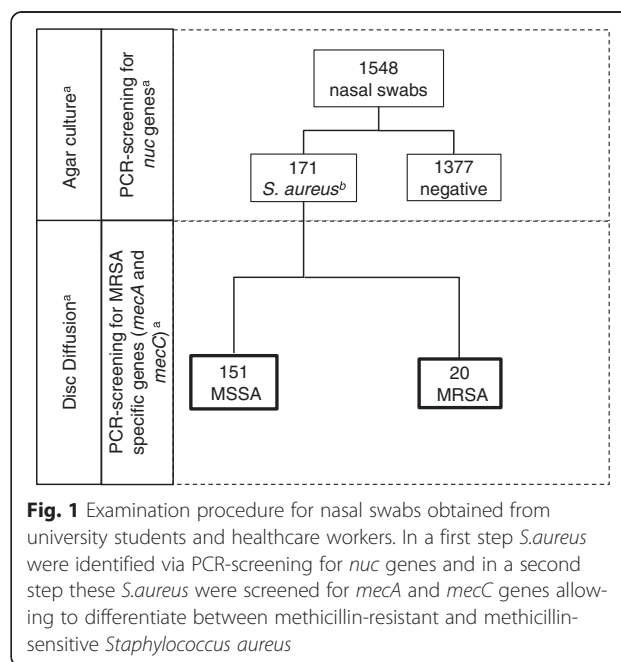 Agar cultureᵃ
PCR-screening for
nuc genesᵃ
1548
nasal swabs
171
S. aureusᵇ
1377
negative
Disc Diffusionᵃ
PCR-screening for MRSA
specific genes (mecA and
mecC) ᵃ
151
MSSA
20
MRSA
Fig. 1 Examination procedure for nasal swabs obtained from
university students and healthcare workers. In a first step S.aureus
were identified via PCR-screening for nuc genes and in a second
step these S.aureus were screened for mecA and mecC genes allow-
ing to differentiate between methicillin-resistant and methicillin-
sensitive Staphylococcus aureus